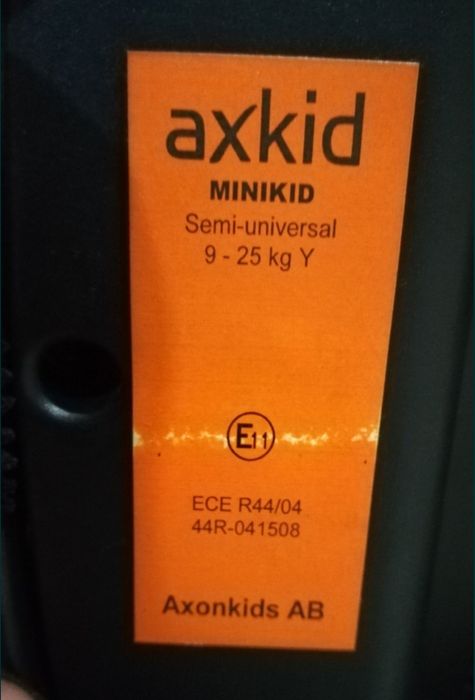 axkid
MINIKID
Semi-universal
9 - 25 kg Y
E11
ECE R44/04
44R-041508
Axonkids AB